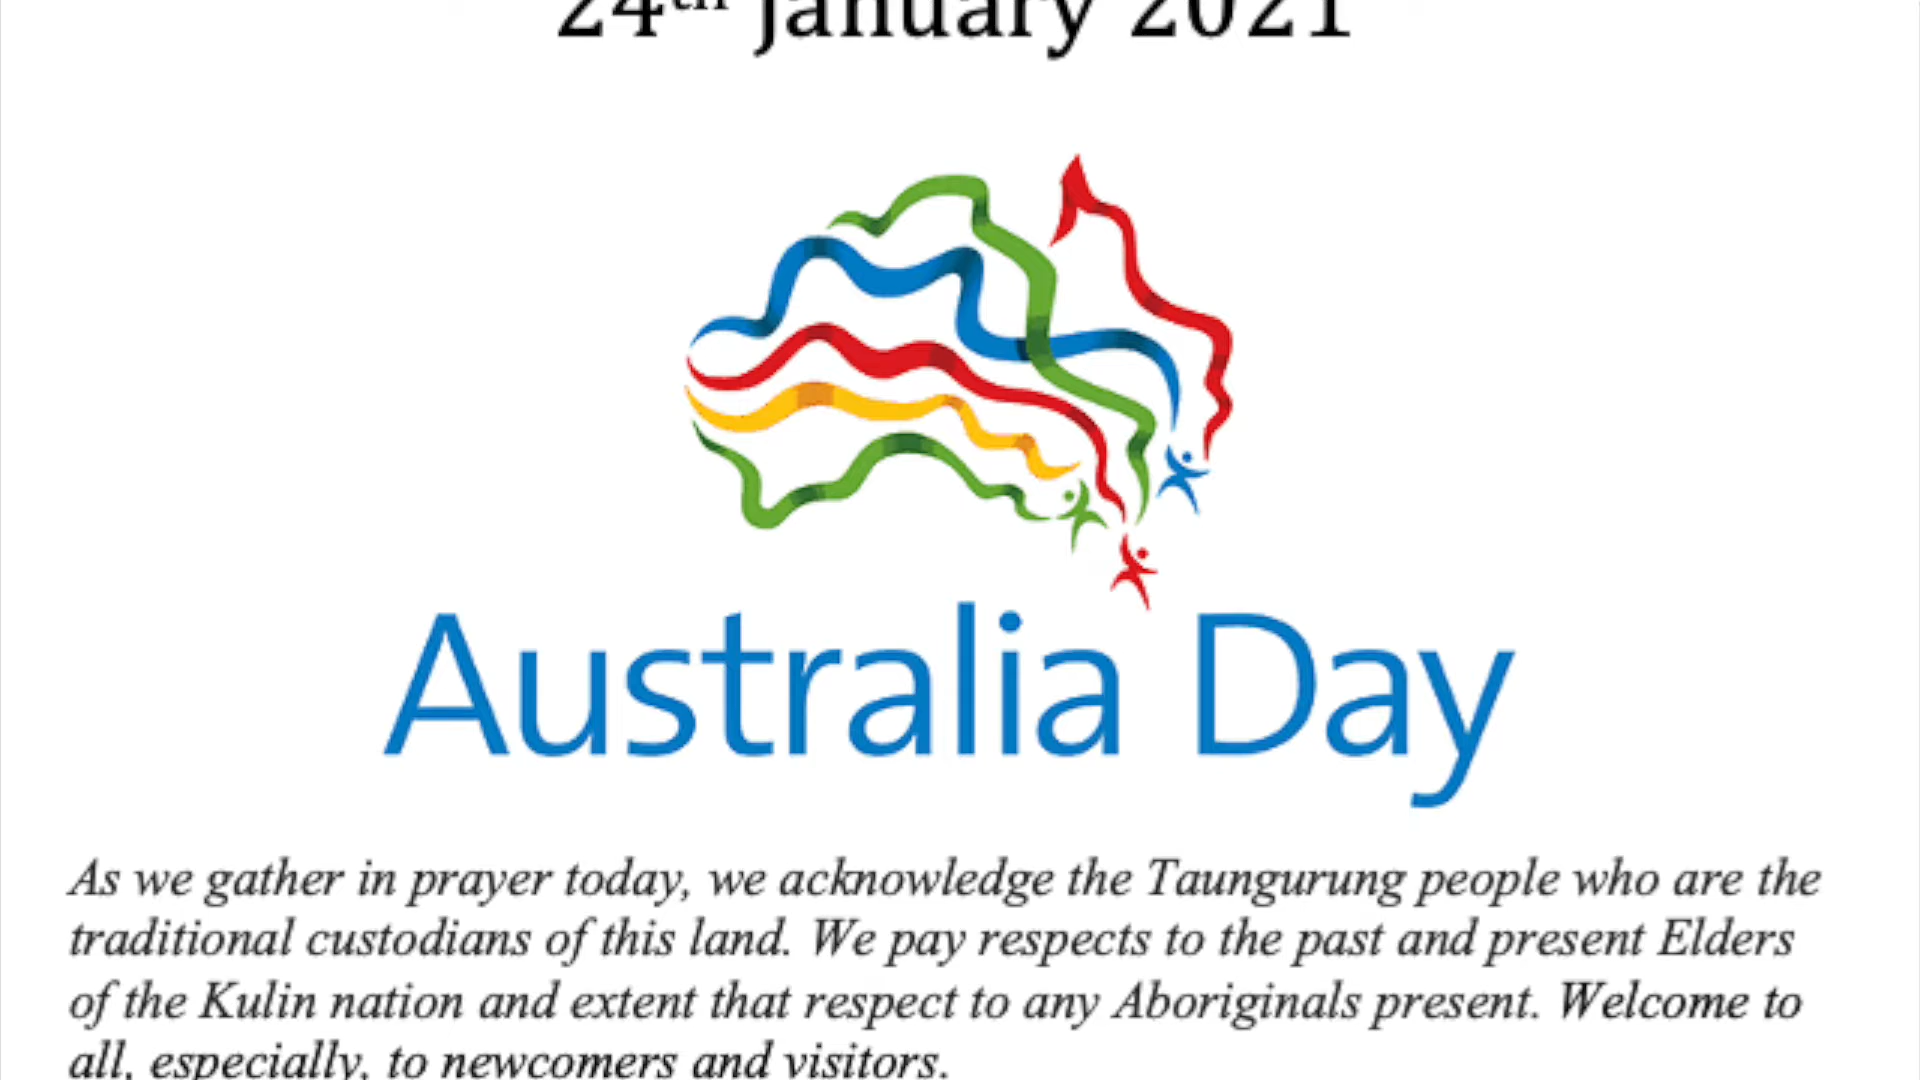 24th January 2021
Australia Day
As we gather in prayer today, we acknowledge the Taungurung people who are the
traditional custodians of this land. We pay respects to the past and present Elders
of the Kulin nation and extent that respect to any Aboriginals present. Welcome to
all, especially, to newcomers and visitors.